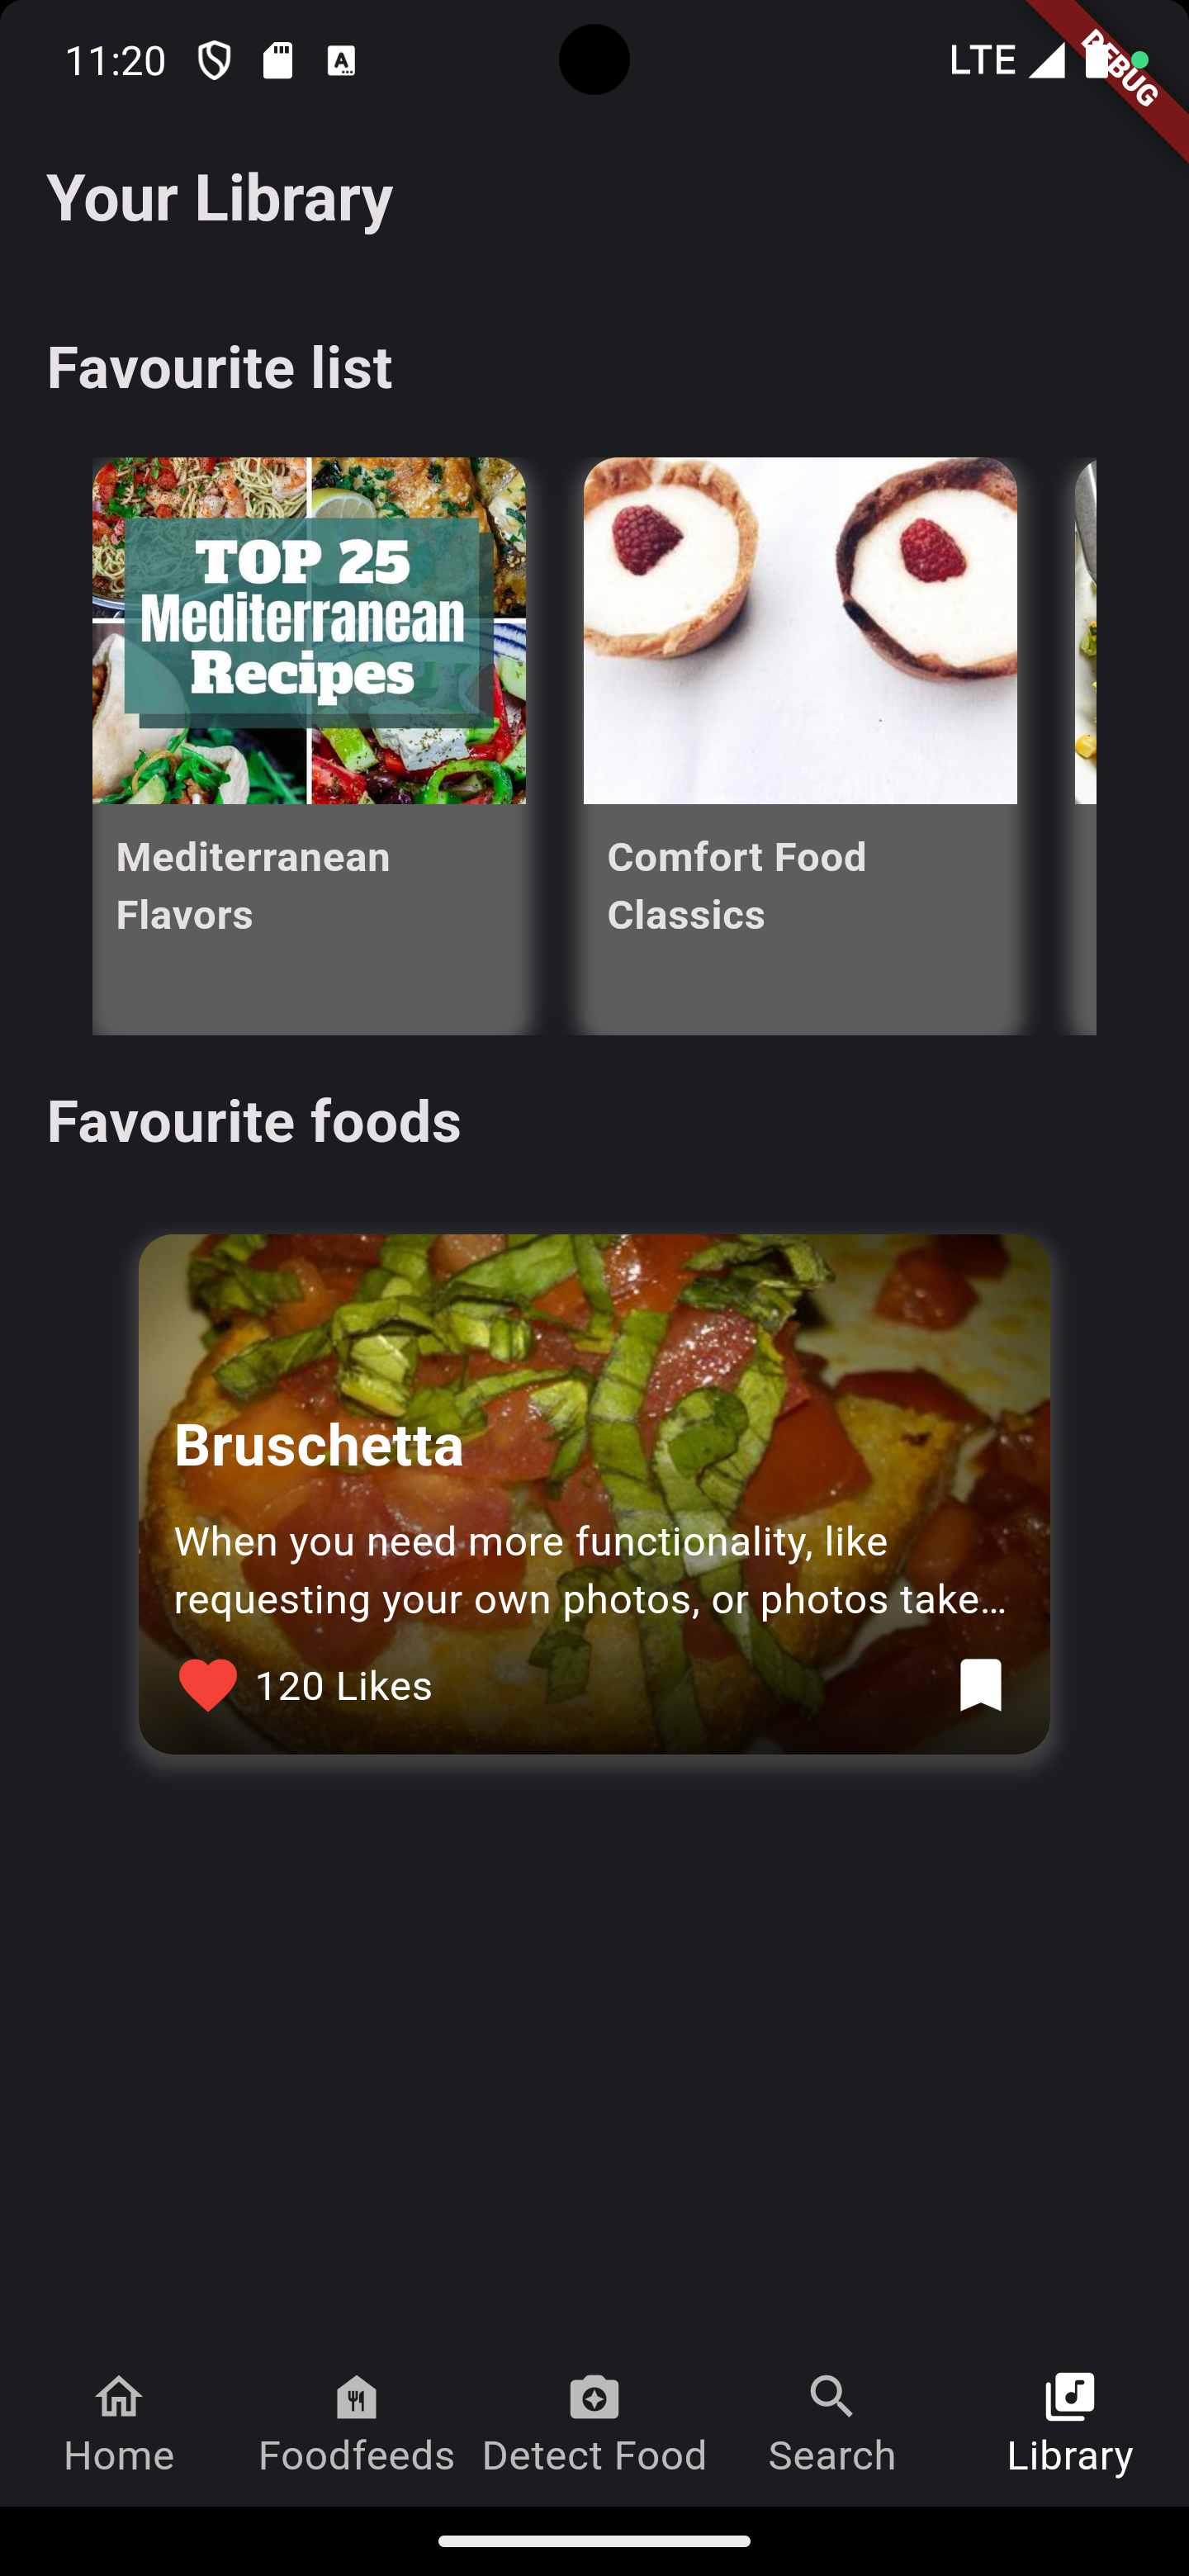 11:20
LTE
DEBUG
Your Library
Favourite list
TOP 25
Mediterranean
Recipes
Mediterranean
Flavors
Comfort Food
Classics
Favourite foods
Bruschetta
When you need more functionality, like
requesting your own photos, or photos take…
120 Likes
Home
Foodfeeds
Detect Food
Search
Library